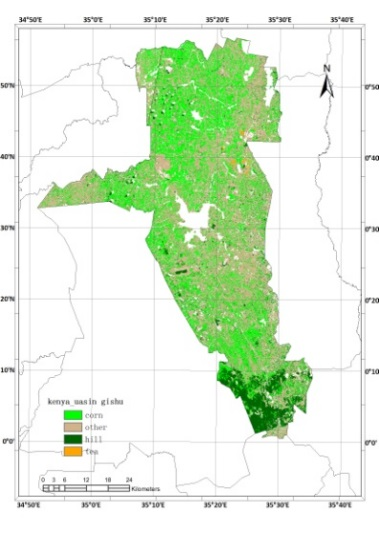 34°50'E 35°0'E 35°10'E 35°20'E 35°30'E 35°40'E
N
50'N 0°50'
40'N 0°40'
30'N 0°30'
20'N 0°20'
10'N 0°10'
kenya_uasin gishu
corn
other
hill
tea
0°0' 0°0'
0 3 6 12 18 24
Kilometers
34°50'E 35°0'E 35°10'E 35°20'E 35°30'E 35°40'E